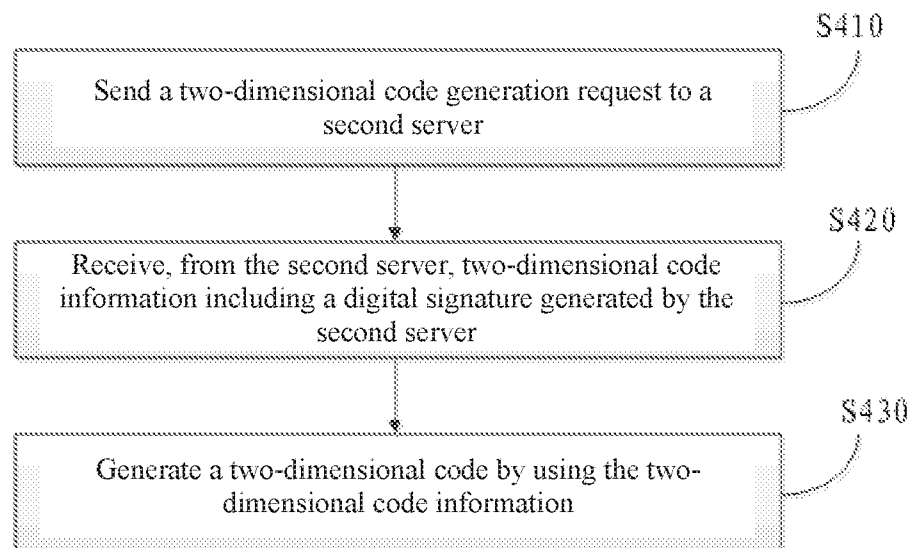 S410
Send a two-dimensional code generation request to a
second server
S420
Receive, from the second server, two-dimensional code
information including a digital signature generated by the
second server
S430
Generate a two-dimensional code by using the two-
dimensional code information